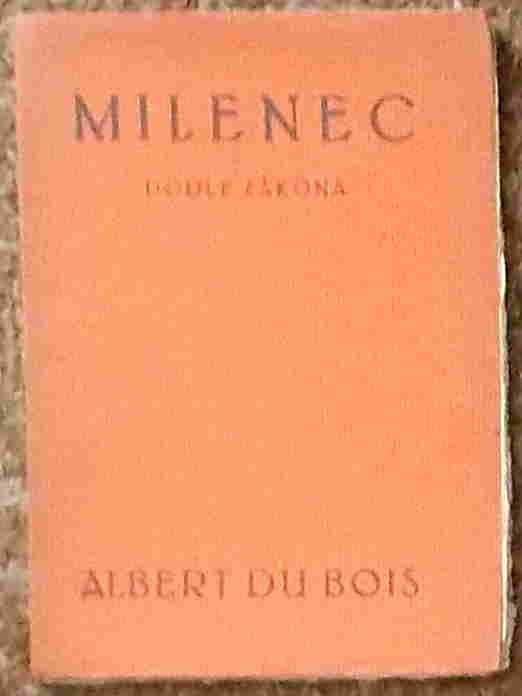 MILENEC
PODLE ZÁKONA
ALBERT DU BOIS